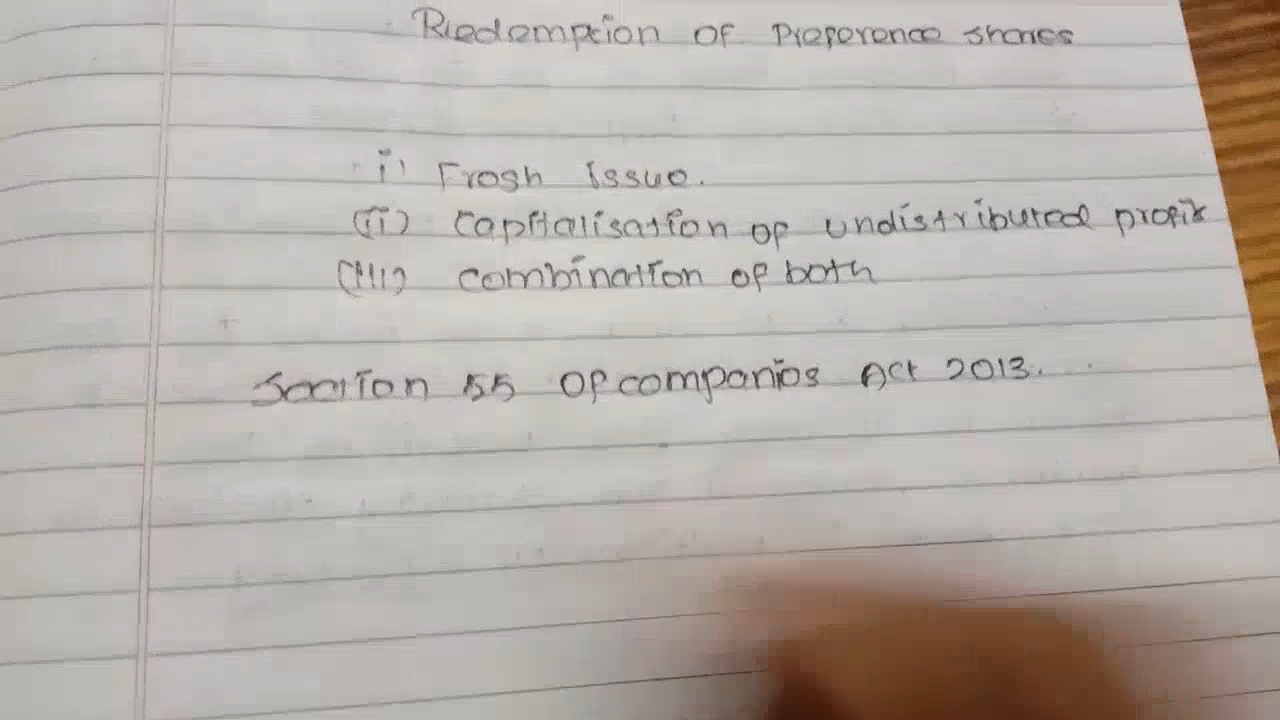 Redemption of Preference shares
i) Fresh issue.
(ii) capitalisation of undistributed profit
(iii) combination of both
Section 55 of companies Act 2013.